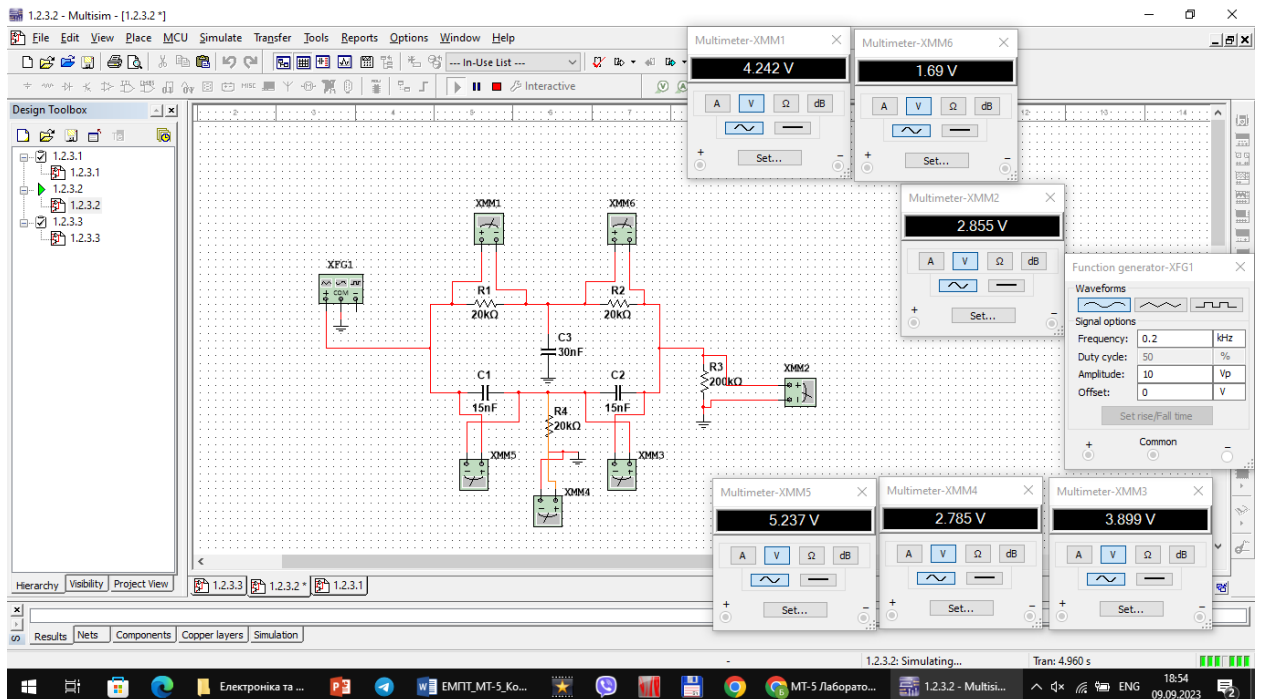 1.2.3.2 - Multisim - [1.2.3.2 *]
File Edit View Place MCU Simulate Transfer Tools Reports Options Window Help
--- In-Use List ---
Interactive
Design Toolbox
1.2.3.1
1.2.3.1
1.2.3.2
1.2.3.2
1.2.3.3
1.2.3.3
Multimeter-XMM1
4.242 V
A V Ω dB
Set...
+ -
Multimeter-XMM6
1.69 V
A V Ω dB
Set...
+ -
Multimeter-XMM2
2.855 V
A V Ω dB
Set...
+ -
Function generator-XFG1
Waveforms
Signal options
Frequency: 0.2 kHz
Duty cycle: 50 %
Amplitude: 10 Vp
Offset: 0 V
Set rise/Fall time
+ Common -
XMM1
XMM6
XFG1
COM
R1
20kΩ
R2
20kΩ
C3
30nF
C1
15nF
C2
15nF
R3
200kΩ
XMM2
R4
20kΩ
XMM5
XMM3
XMM4
Multimeter-XMM5
5.237 V
A V Ω dB
Set...
+ -
Multimeter-XMM4
2.785 V
A V Ω dB
Set...
+ -
Multimeter-XMM3
3.899 V
A V Ω dB
Set...
+ -
Hierarchy Visibility Project View
1.2.3.3 1.2.3.2 * 1.2.3.1
Results Nets Components Copper layers Simulation
- 1.2.3.2: Simulating... Tran: 4.960 s
Електроніка та ... ЕМПТ_МТ-5_Ко... МТ-5 Лаборато... 1.2.3.2 - Multisi... ENG 18:54
09.09.2023